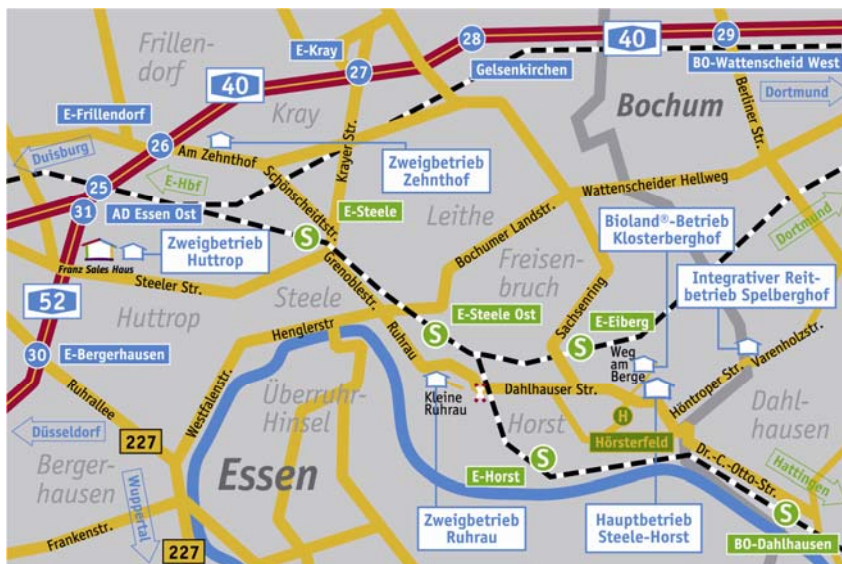 Frillen-
dorf
E-Kray
28
40
29
27
Gelsenkirchen
BO-Wattenscheid West
40
E-Frillendorf
Kray
Bochum
Dortmund
26
Am Zehnthof
Krayer Str.
Berliner Str.
Duisburg
Zweigbetrieb
Zehnthof
E-Hbf
25
Schönscheidtstr.
Wattenscheider Hellweg
31
AD Essen Ost
E-Steele
Leithe
Bioland®-Betrieb
Klosterberghof
Dortmund
S
Zweigbetrieb
Huttrop
Franz Sales Haus
Bochumer Landstr.
Freisen-
bruch
Integrativer Reit-
betrieb Spelberghof
Steeler Str.
Grenoblestr.
52
Steele
Sachsenring
Huttrop
E-Steele Ost
E-Eiberg
Henglerstr
S
S
Ruhrau
Weg
am
Berge
Varenholzstr.
30
E-Bergerhausen
Höntroper Str.
Westfalenstr.
Überruhr-
Hinsel
Kleine
Ruhrau
Dahlhauser Str.
Ruhrallee
Dahl-
hausen
Düsseldorf
227
Horst
H
Hörsterfeld
Berger-
hausen
Essen
S
E-Horst
Dr.-C.-Otto-Str.
Hattingen
Wuppertal
Zweigbetrieb
Ruhrau
Hauptbetrieb
Steele-Horst
S
Frankenstr.
227
BO-Dahlhausen